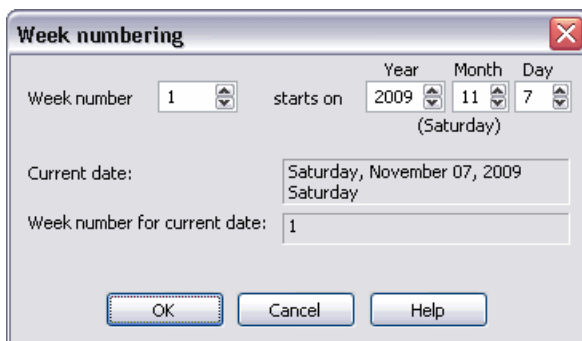 Week numbering
Year Month Day
Week number 1 starts on 2009 11 7
(Saturday)
Current date: Saturday, November 07, 2009
Saturday
Week number for current date: 1
OK Cancel Help